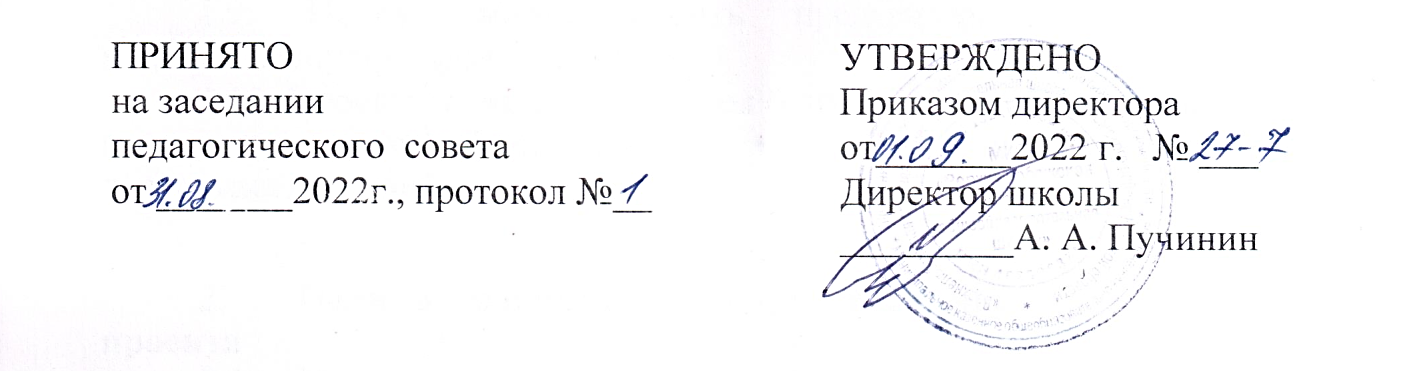 ПРИНЯТО
на заседании
педагогического совета
от 31.08. 2022г., протокол № 1
УТВЕРЖДЕНО
Приказом директора
от 01.09. 2022 г. № 27-7
Директор школы
А. А. Пучинин